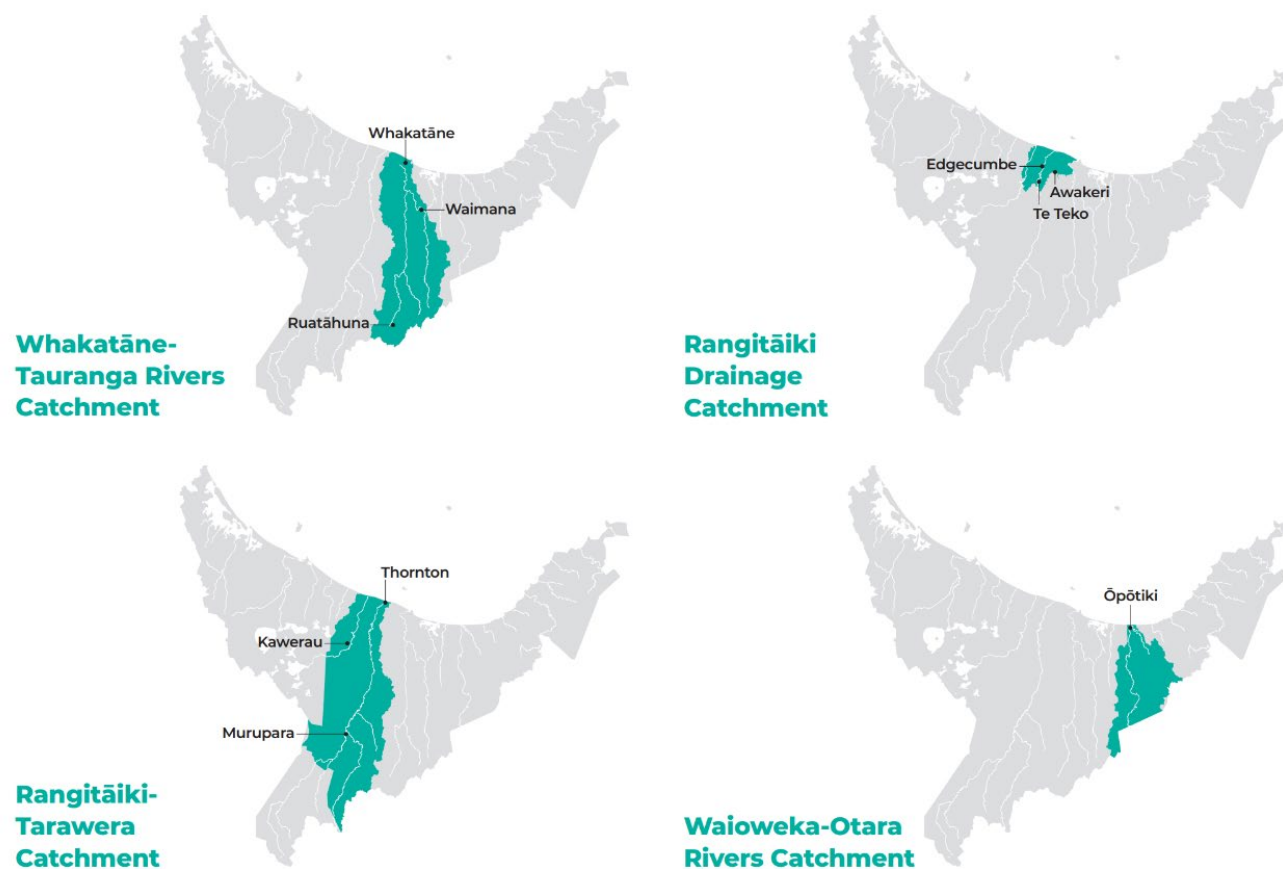 Whakatāne
Waimana
Ruatāhuna
Whakatāne-
Tauranga Rivers
Catchment
Edgecumbe
Awakeri
Te Teko
Rangitāiki
Drainage
Catchment
Thornton
Kawerau
Murupara
Rangitāiki-
Tarawera
Catchment
Ōpōtiki
Waioweka-Otara
Rivers Catchment